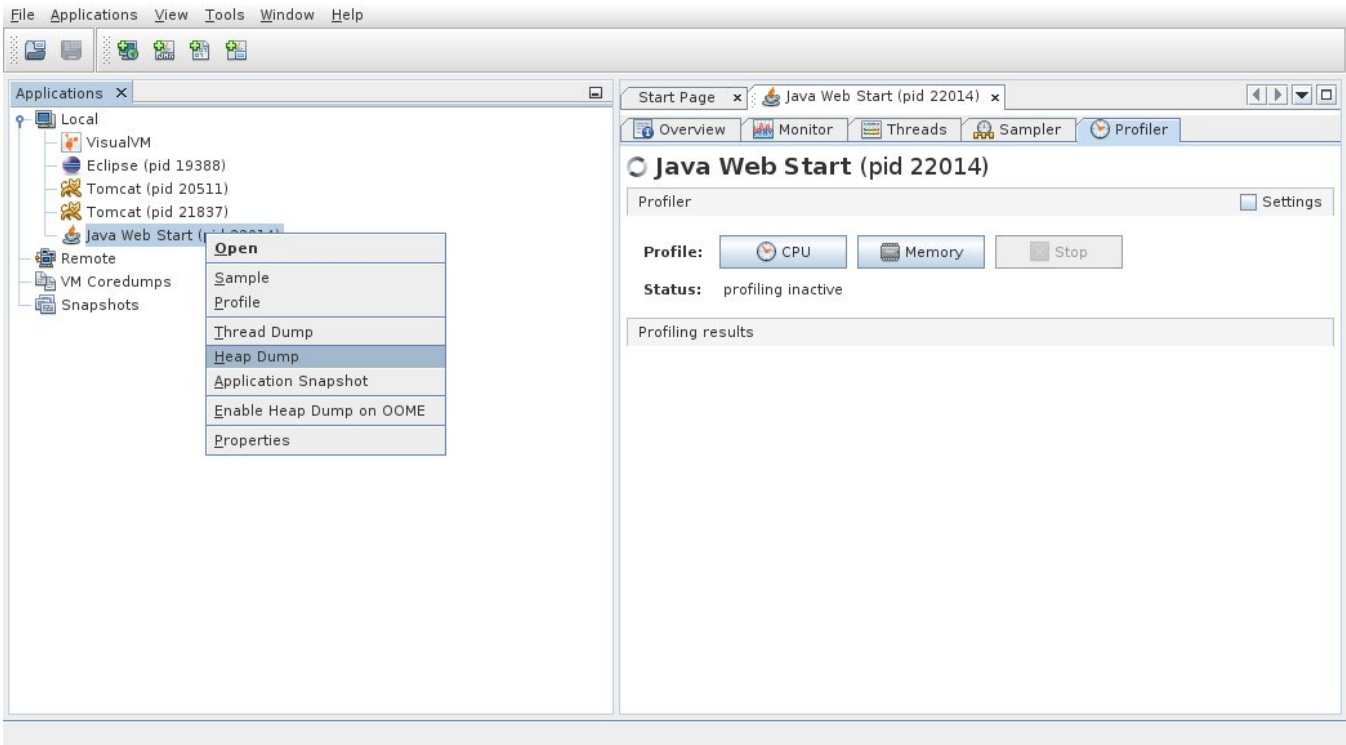 File Applications View Tools Window Help
Applications
Local
VisualVM
Eclipse (pid 19388)
Tomcat (pid 20511)
Tomcat (pid 21837)
Java Web Start
Remote
VM Coredumps
Snapshots
Open
Sample
Profile
Thread Dump
Heap Dump
Application Snapshot
Enable Heap Dump on OOME
Properties
Start Page Java Web Start (pid 22014)
Overview Monitor Threads Sampler Profiler
Java Web Start (pid 22014)
Profiler Settings
Profile: CPU Memory Stop
Status: profiling inactive
Profiling results